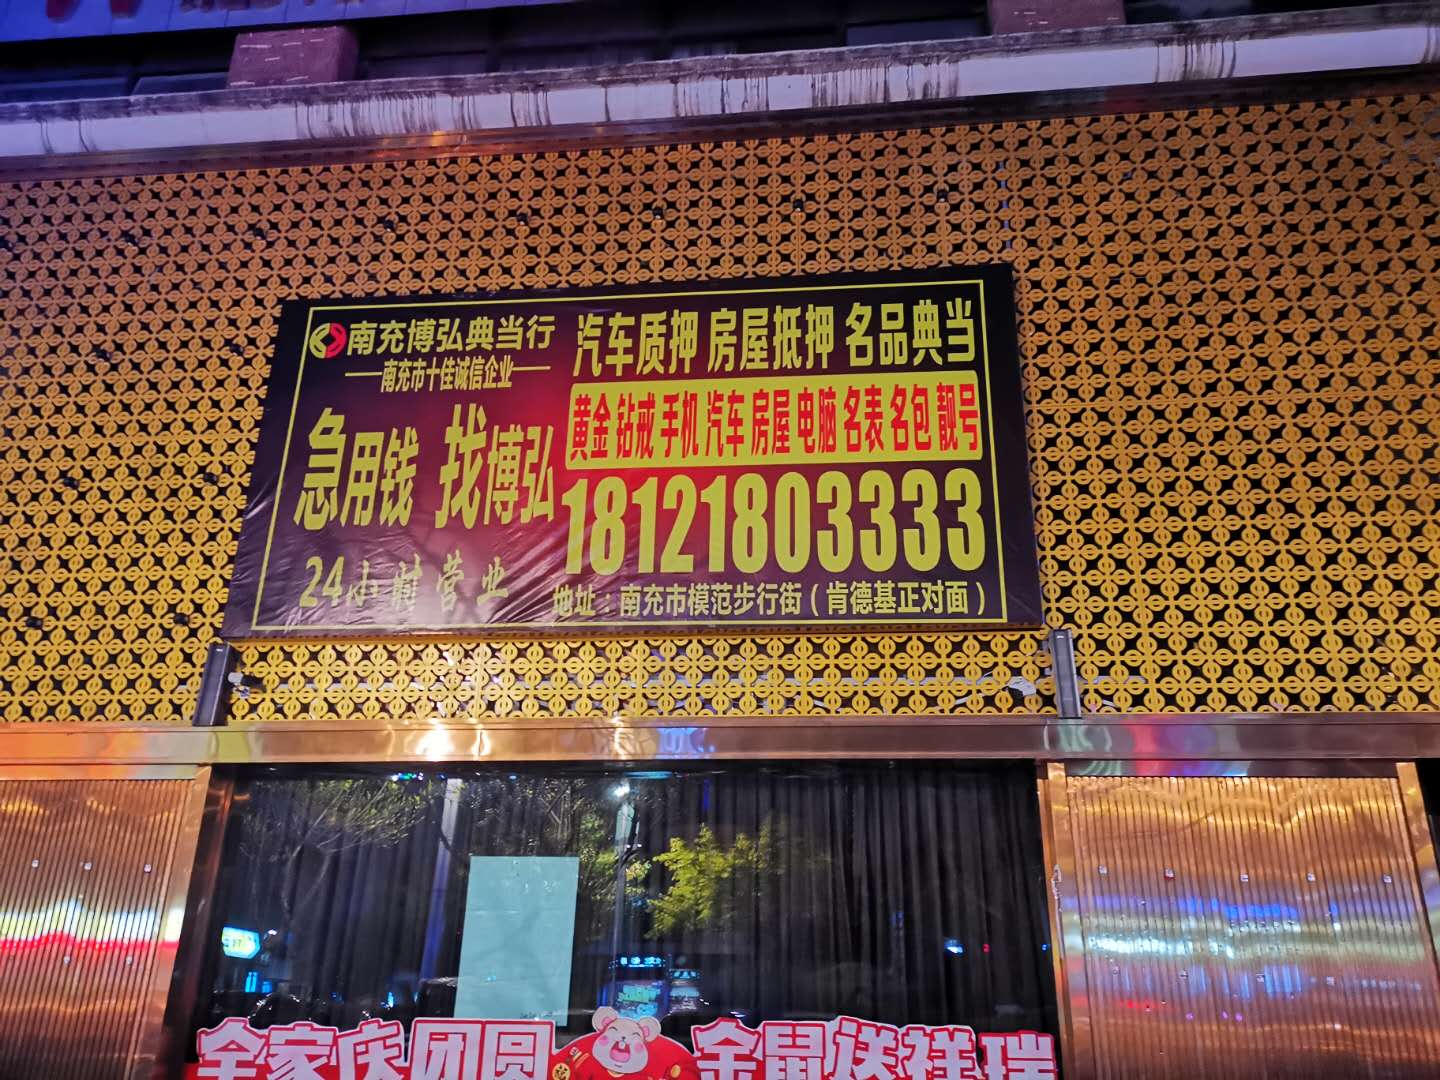 南充博弘典当行
南充市十佳诚信企业
急用钱 找博弘
24小时营业
汽车质押 房屋抵押 名品典当
黄金 钻戒 手机 汽车 房屋 电脑 名表 名包 靓号
18121803333
地址：南充市模范步行街（肯德基正对面）
全家庆团圆
金鼠送祥瑞